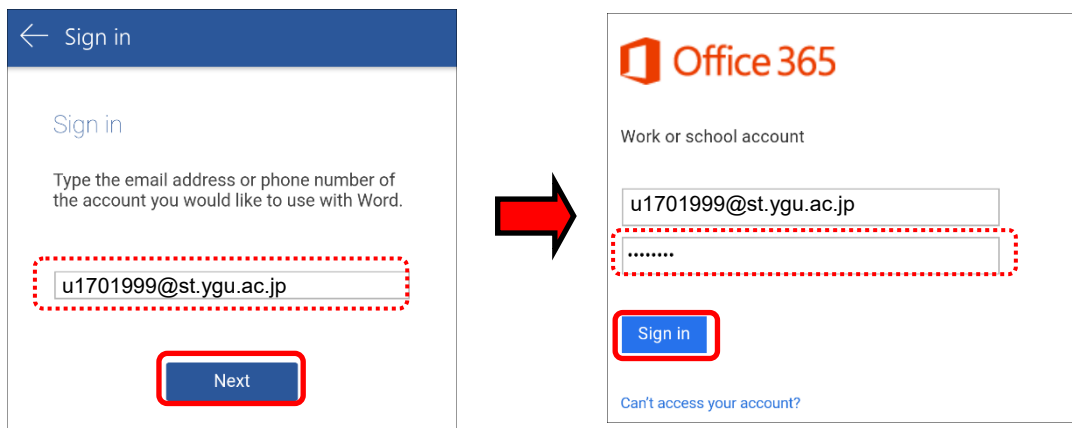 Sign in
Sign in
Type the email address or phone number of
the account you would like to use with Word.
u1701999@st.ygu.ac.jp
Next
Office 365
Work or school account
u1701999@st.ygu.ac.jp
••••••••
Sign in
Can't access your account?